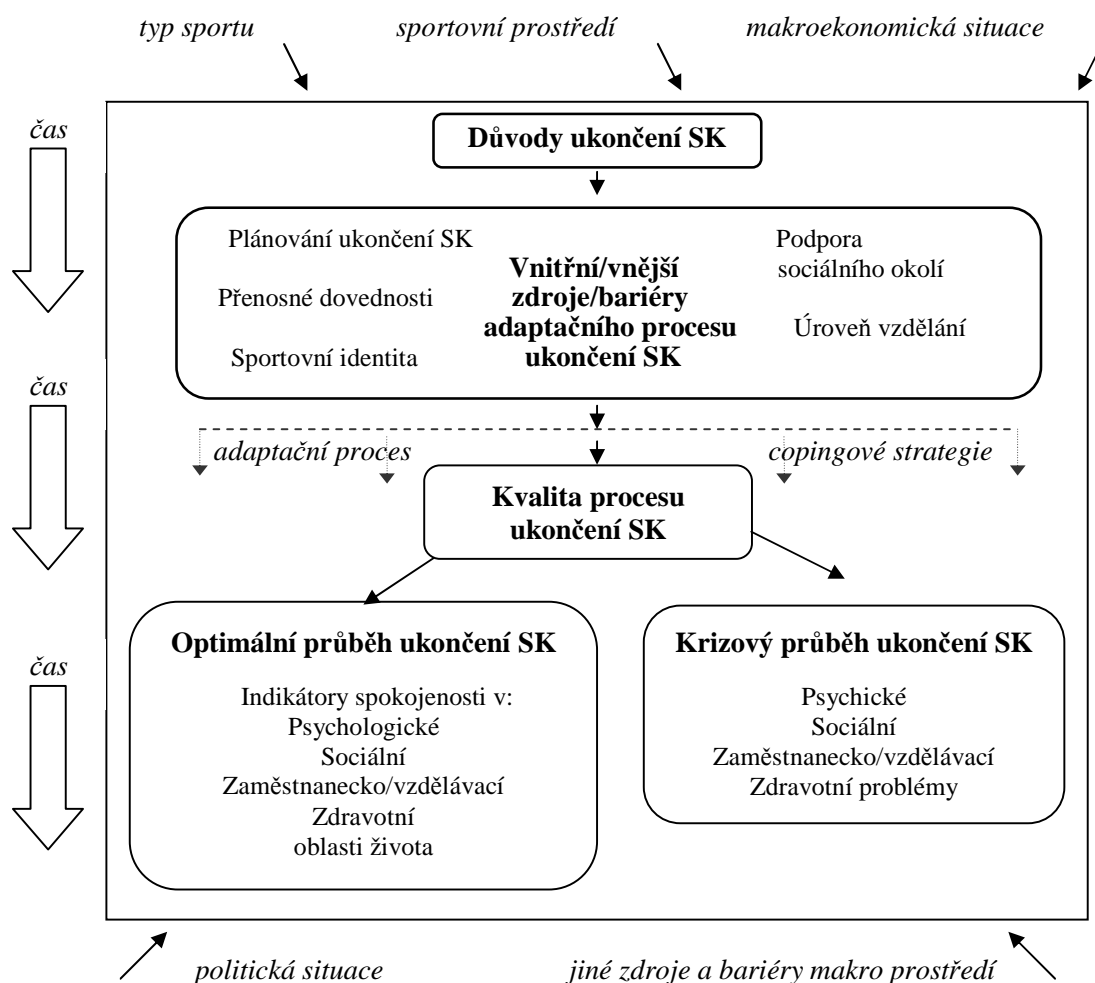 typ sportu
sportovní prostředí
makroekonomická situace
čas
Důvody ukončení SK
Plánování ukončení SK
Přenosné dovednosti
Sportovní identita
Vnitřní/vnější
zdroje/bariéry
adaptačního procesu
ukončení SK
Podpora
sociálního okolí
Úroveň vzdělání
čas
adaptační proces
copingové strategie
Kvalita procesu
ukončení SK
čas
Optimální průběh ukončení SK
Indikátory spokojenosti v:
Psychologické
Sociální
Zaměstnanecko/vzdělávací
Zdravotní
oblasti života
Krizový průběh ukončení SK
Psychické
Sociální
Zaměstnanecko/vzdělávací
Zdravotní problémy
politická situace
jiné zdroje a bariéry makro prostředí